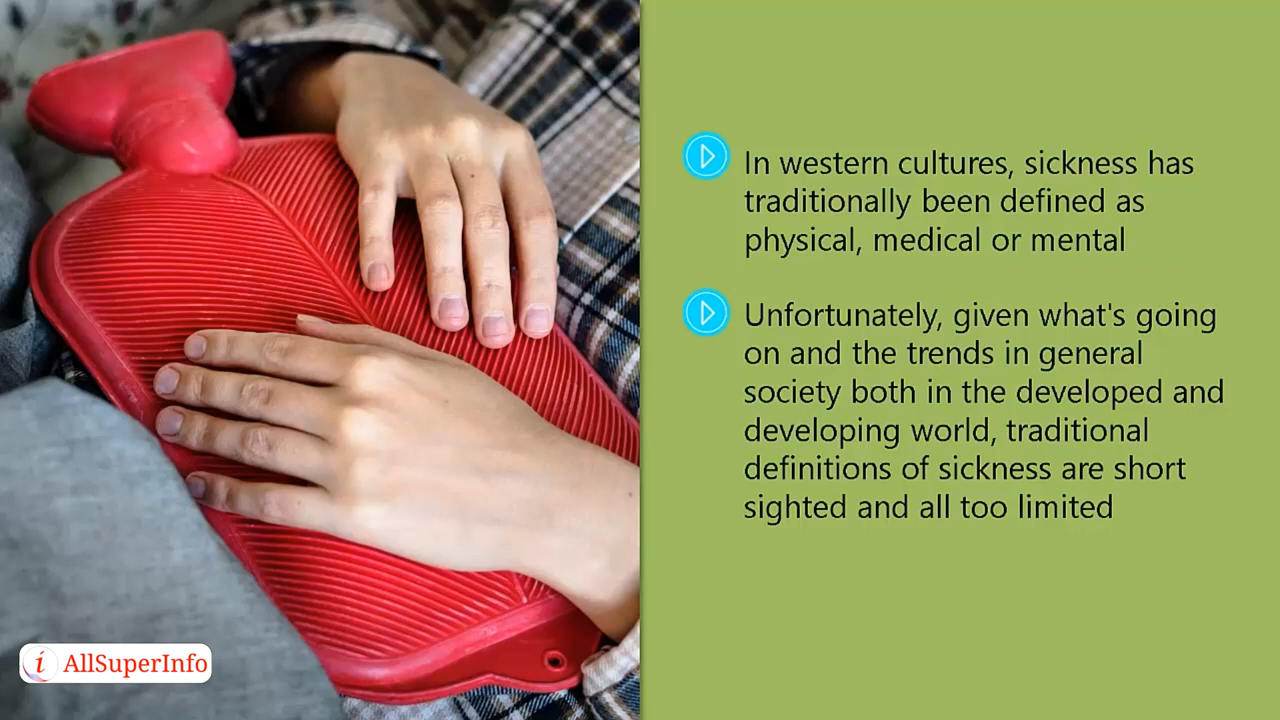 In western cultures, sickness has
traditionally been defined as
physical, medical or mental
Unfortunately, given what's going
on and the trends in general
society both in the developed and
developing world, traditional
definitions of sickness are short
sighted and all too limited
i AllSuperInfo